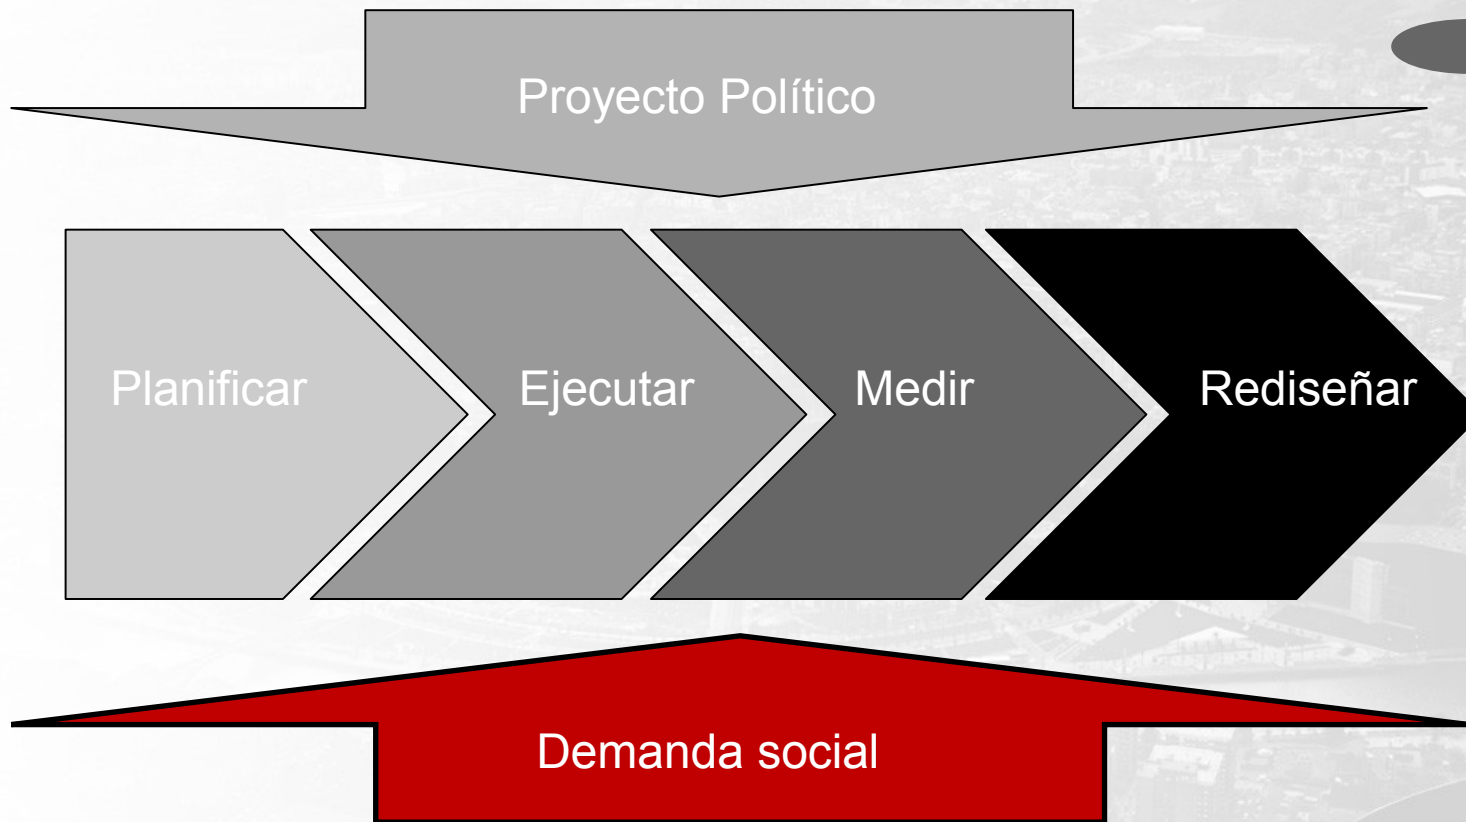 Proyecto Político
Planificar
Ejecutar
Medir
Rediseñar
Demanda social